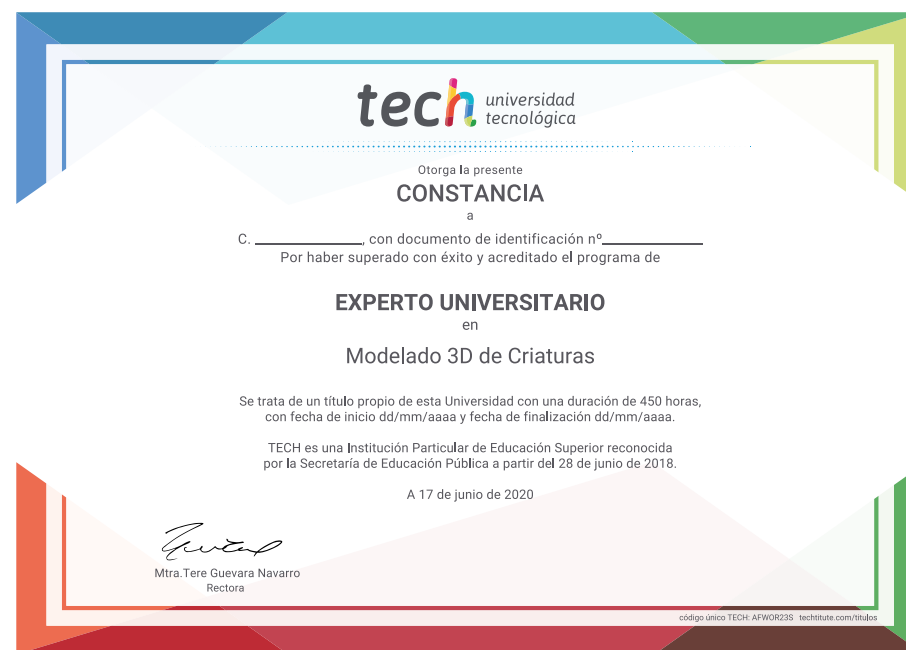 tech universidad
tecnológica
Otorga la presente
CONSTANCIA
a
C. ____________, con documento de identificación nº____________
Por haber superado con éxito y acreditado el programa de
EXPERTO UNIVERSITARIO
en
Modelado 3D de Criaturas
Se trata de un título propio de esta Universidad con una duración de 450 horas,
con fecha de inicio dd/mm/aaaa y fecha de finalización dd/mm/aaaa.
TECH es una Institución Particular de Educación Superior reconocida
por la Secretaría de Educación Pública a partir del 28 de junio de 2018.
A 17 de junio de 2020
Mtra.Tere Guevara Navarro
Rectora
código único TECH: AFWOR23S techtitute.com/titulos